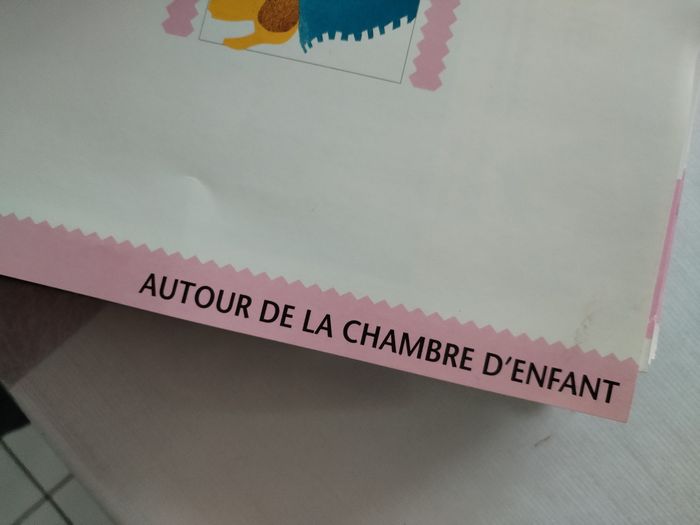 AUTOUR DE LA CHAMBRE D'ENFANT